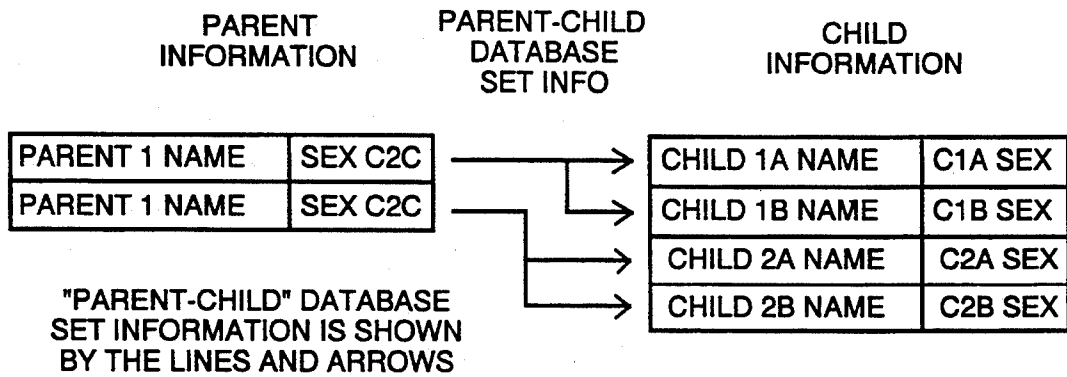 PARENT
INFORMATION
PARENT-CHILD
DATABASE
SET INFO
CHILD
INFORMATION
PARENT 1 NAME SEX C2C
PARENT 1 NAME SEX C2C
CHILD 1A NAME C1A SEX
CHILD 1B NAME C1B SEX
CHILD 2A NAME C2A SEX
CHILD 2B NAME C2B SEX
"PARENT-CHILD" DATABASE
SET INFORMATION IS SHOWN
BY THE LINES AND ARROWS